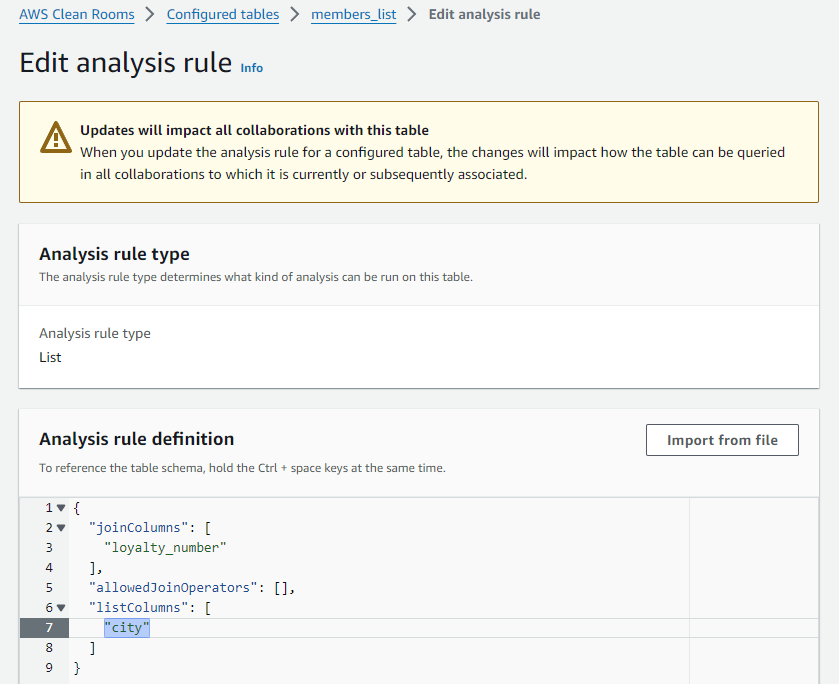 AWS Clean Rooms > Configured tables > members_list > Edit analysis rule
Edit analysis rule Info
Updates will impact all collaborations with this table
When you update the analysis rule for a configured table, the changes will impact how the table can be queried
in all collaborations to which it is currently or subsequently associated.
Analysis rule type
The analysis rule type determines what kind of analysis can be run on this table.
Analysis rule type
List
Analysis rule definition
Import from file
To reference the table schema, hold the Ctrl + space keys at the same time.
1 {
2 "joinColumns": [
3 "loyalty_number"
4 ],
5 "allowedJoinOperators": [],
6 "listColumns": [
7 "city"
8 ]
9 }